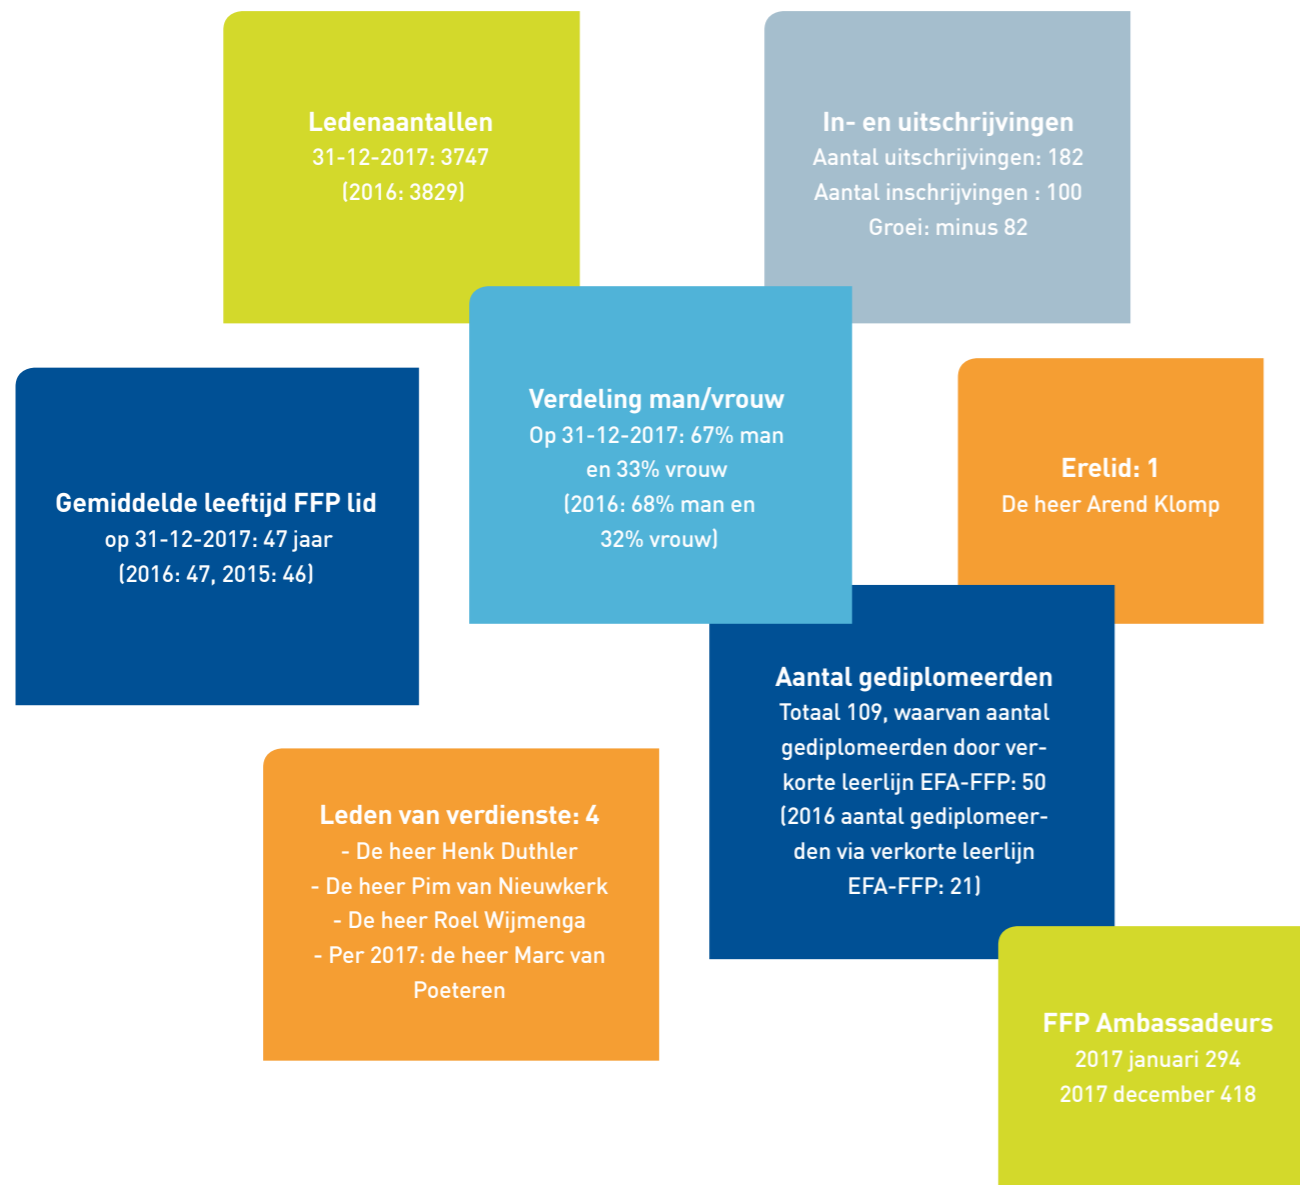 Ledenaantallen
31-12-2017: 3747
(2016: 3829)
In- en uitschrijvingen
Aantal uitschrijvingen: 182
Aantal inschrijvingen : 100
Groei: minus 82
Verdeling man/vrouw
Op 31-12-2017: 67% man
en 33% vrouw
(2016: 68% man en
32% vrouw)
Erelid: 1
De heer Arend Klomp
Gemiddelde leeftijd FFP lid
op 31-12-2017: 47 jaar
(2016: 47, 2015: 46)
Aantal gediplomeerden
Totaal 109, waarvan aantal
gediplomeerden door ver-
korte leerlijn EFA-FFP: 50
(2016 aantal gediplomeer-
den via verkorte leerlijn
EFA-FFP: 21)
Leden van verdienste: 4
- De heer Henk Duthler
- De heer Pim van Nieuwkerk
- De heer Roel Wijmenga
- Per 2017: de heer Marc van
Poeteren
FFP Ambassadeurs
2017 januari 294
2017 december 418